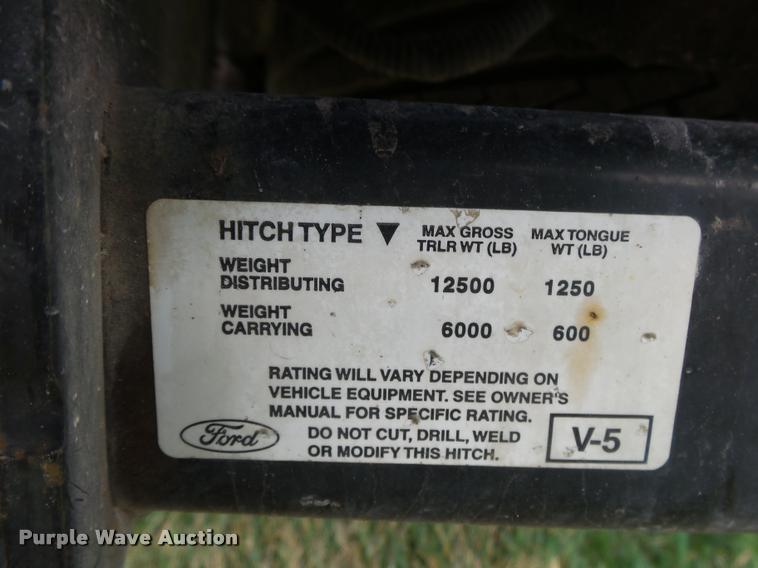 HITCH TYPE ▼ MAX GROSS TRLR WT (LB) MAX TONGUE WT (LB)
WEIGHT DISTRIBUTING 12500 1250
WEIGHT CARRYING 6000 600
RATING WILL VARY DEPENDING ON
VEHICLE EQUIPMENT. SEE OWNER'S
MANUAL FOR SPECIFIC RATING.
Ford
DO NOT CUT, DRILL, WELD
OR MODIFY THIS HITCH.
V-5
Purple Wave Auction